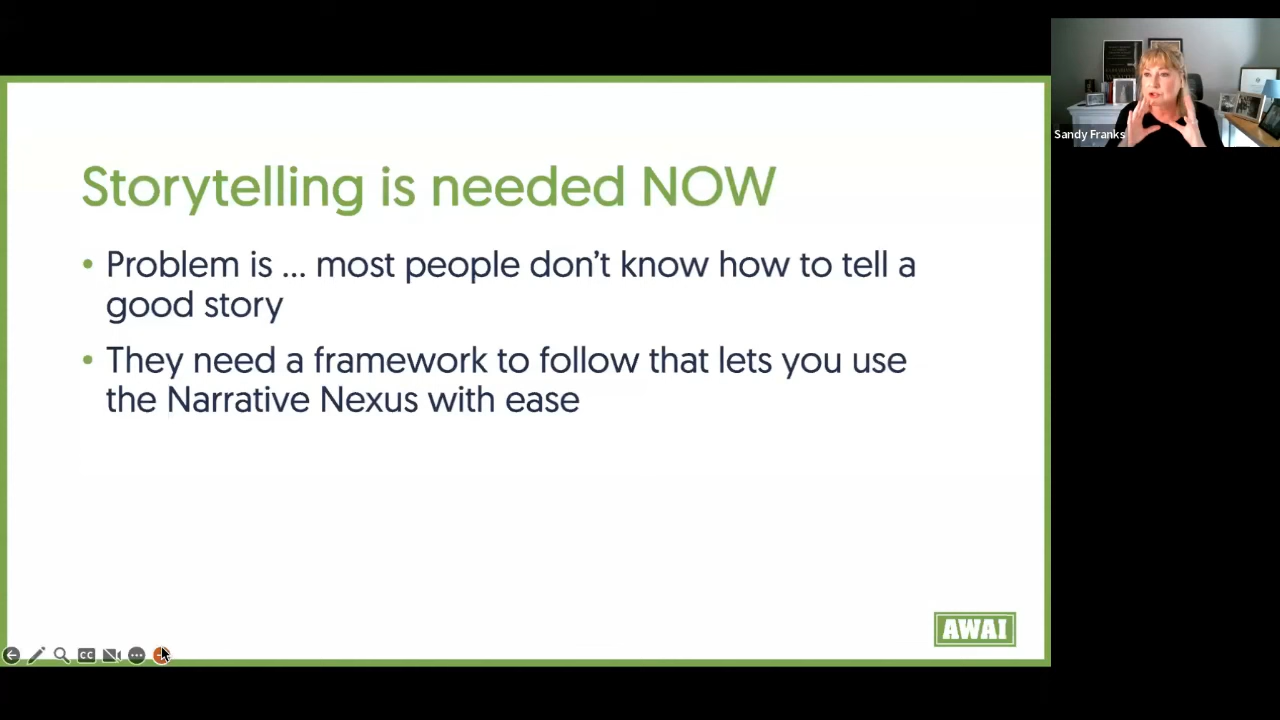 Storytelling is needed NOW
• Problem is ... most people don't know how to tell a
good story
• They need a framework to follow that lets you use
the Narrative Nexus with ease
AWAI
CC
Sandy Franks